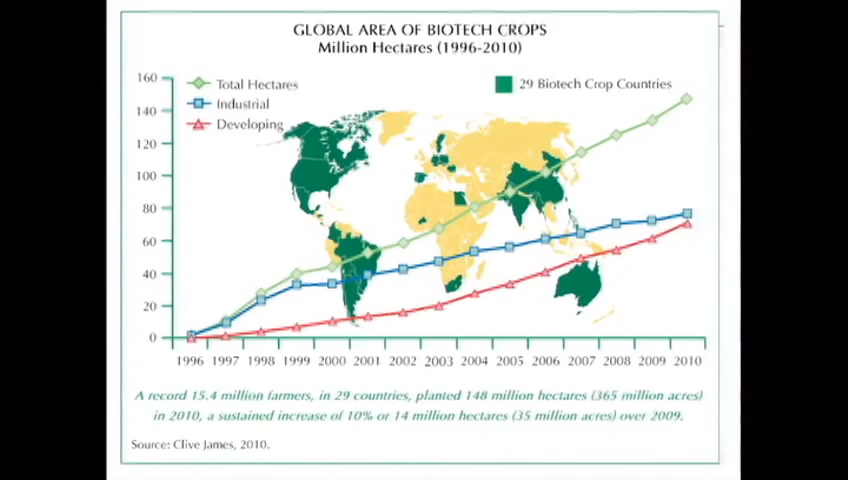 GLOBAL AREA OF BIOTECH CROPS
Million Hectares (1996-2010)
160
140
120
100
80
60
40
20
0
Total Hectares
Industrial
Developing
29 Biotech Crop Countries
1996 1997 1998 1999 2000 2001 2002 2003 2004 2005 2006 2007 2008 2009 2010
A record 15.4 million farmers, in 29 countries, planted 148 million hectares (365 million acres)
in 2010, a sustained increase of 10% or 14 million hectares (35 million acres) over 2009.
Source: Clive James, 2010.